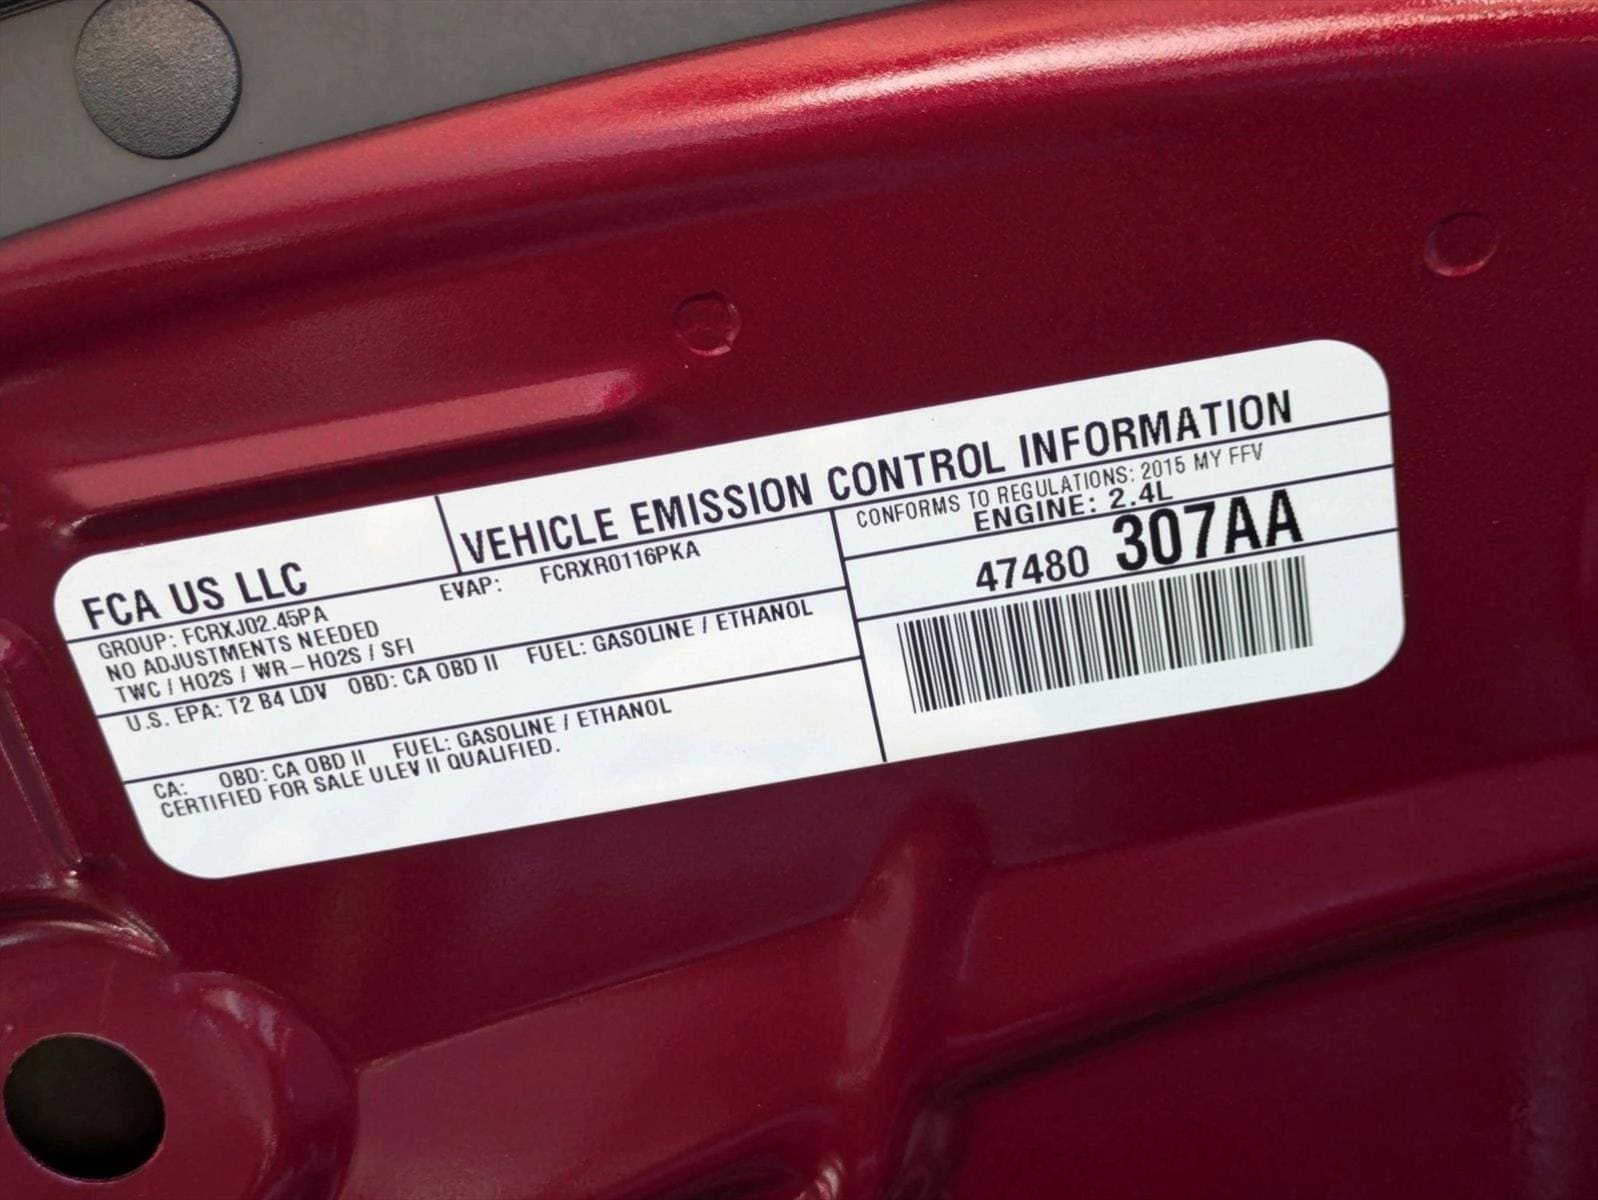 VEHICLE EMISSION CONTROL INFORMATION
FCA US LLC
GROUP: FCRXJ02.45PA
EVAP: FCRXR0116PKA
NO ADJUSTMENTS NEEDED
TWC / HO2S / WR-HO2S / SFI
U.S. EPA: T2 B4 LDV OBD: CA OBD II FUEL: GASOLINE / ETHANOL
CA: OBD: CA OBD II FUEL: GASOLINE / ETHANOL
CERTIFIED FOR SALE ULEV II QUALIFIED.
CONFORMS TO REGULATIONS: 2015 MY FFV
ENGINE: 2.4L
47480 307AA